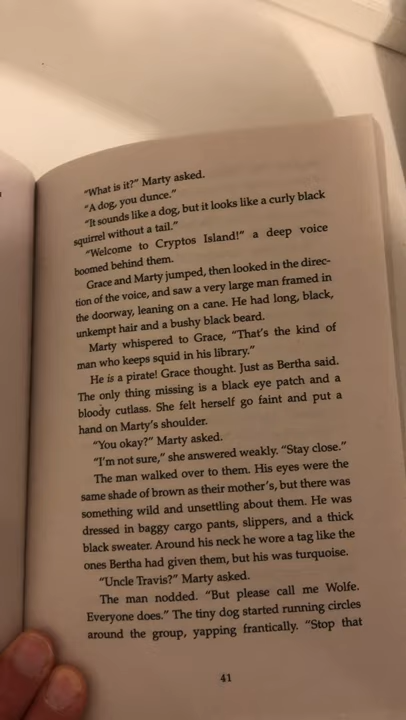 "What is it?" Marty asked.
"A dog, you dunce."
"It sounds like a dog, but it looks like a curly black
squirrel without a tail."
"Welcome to Cryptos Island!" a deep voice
boomed behind them.
Grace and Marty jumped, then looked in the direc-
tion of the voice, and saw a very large man framed in
the doorway, leaning on a cane. He had long, black,
unkempt hair and a bushy black beard.
Marty whispered to Grace, "That's the kind of
man who keeps squid in his library."
He is a pirate! Grace thought. Just as Bertha said.
The only thing missing is a black eye patch and a
bloody cutlass. She felt herself go faint and put a
hand on Marty's shoulder.
"You okay?" Marty asked.
"I'm not sure," she answered weakly. "Stay close."
The man walked over to them. His eyes were the
same shade of brown as their mother's, but there was
something wild and unsettling about them. He was
dressed in baggy cargo pants, slippers, and a thick
black sweater. Around his neck he wore a tag like the
ones Bertha had given them, but his was turquoise.
"Uncle Travis?" Marty asked.
The man nodded. "But please call me Wolfe.
Everyone does." The tiny dog started running circles
around the group, yapping frantically. "Stop that
41